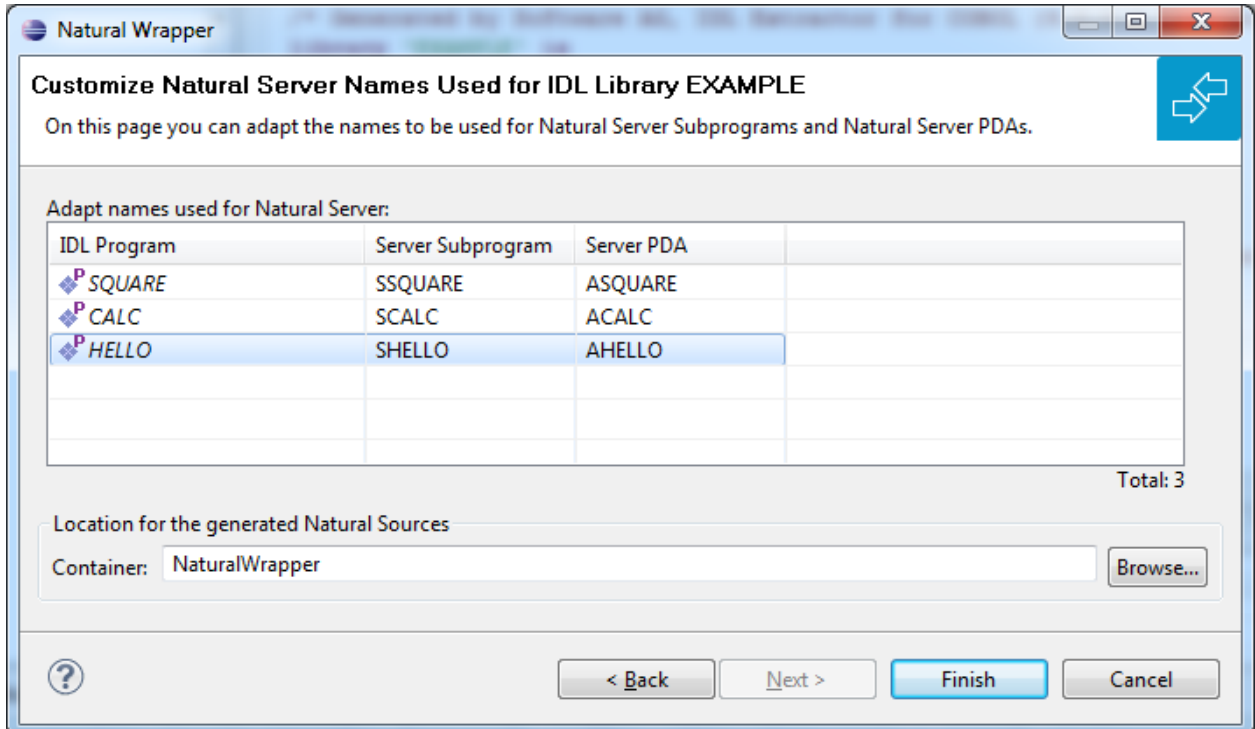 Natural Wrapper
Customize Natural Server Names Used for IDL Library EXAMPLE
On this page you can adapt the names to be used for Natural Server Subprograms and Natural Server PDAs.
Adapt names used for Natural Server:
IDL Program Server Subprogram Server PDA
P SQUARE SSQUARE ASQUARE
P CALC SCALC ACALC
P HELLO SHELLO AHELLO
Total: 3
Location for the generated Natural Sources
Container: NaturalWrapper Browse...
? < Back Next > Finish Cancel